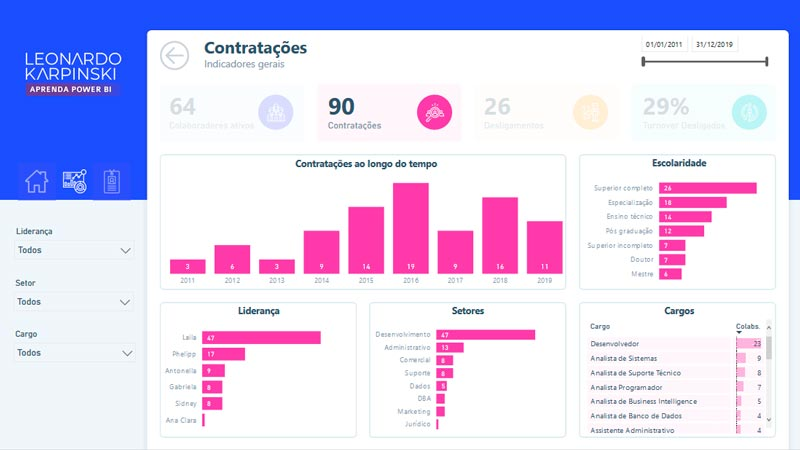 LEONARDO
KARPINSKI
APRENDA POWER BI
Contratações
Indicadores gerais
01/01/2011
31/12/2019
64
Colaboradores Ativos
90
Contratações
26
Desligamentos
29%
Turnover Desligados
Liderança
Todos
Setor
Todos
Cargo
Todos
Contratações ao longo do tempo
3 6 3 9 14 19 9 16 11
2011 2012 2013 2014 2015 2016 2017 2018 2019
Escolaridade
Superior completo 26
Especialização 18
Ensino técnico 14
Pós graduação 12
Superior incompleto 7
Doutor 7
Mestre 6
Liderança
Laila 47
Phelipp 17
Antonella 9
Gabriela 8
Sidney 8
Ana Clara
Setores
Desenvolvimento 47
Administrativo 13
Comercial 8
Suporte 8
Dados 5
DBA
Marketing
Jurídico
Cargos
Cargo Colabs.
Desenvolvedor 23
Analista de Sistemas 9
Analista de Suporte Técnico 8
Analista Programador 7
Analista de Business Intelligence 5
Analista de Banco de Dados 4
Assistente Administrativo 4